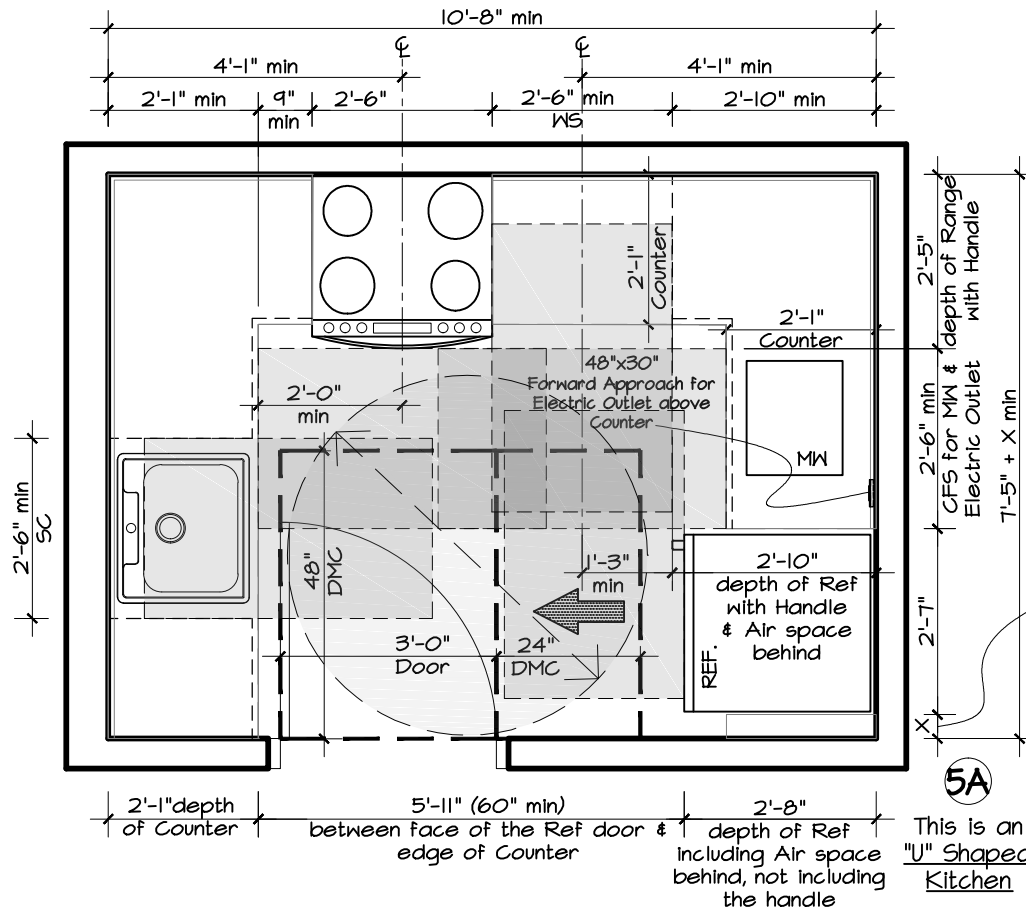 10'-8" min
℄
℄
4'-1" min
4'-1" min
2'-1" min
9"
min
2'-6"
2'-6" min
MS
2'-10" min
2'-1"
Counter
2'-5"
depth of Range
with Handle
2'-1"
Counter
48"x30"
Forward Approach for
Electric Outlet above
Counter
2'-0"
min
MW
2'-6" min
CFS for MW &
Electric Outlet
7'-5" + X min
2'-6" min
SC
48"
DMC
1'-3"
min
2'-10"
depth of Ref
with Handle
& Air space
behind
REF.
2'-7"
3'-0"
Door
24"
DMC
X
5A
2'-1"depth
of Counter
5'-11" (60" min)
between face of the Ref door &
edge of Counter
2'-8"
depth of Ref
including Air space
behind, not including
the handle
This is an
"U" Shaped
Kitchen